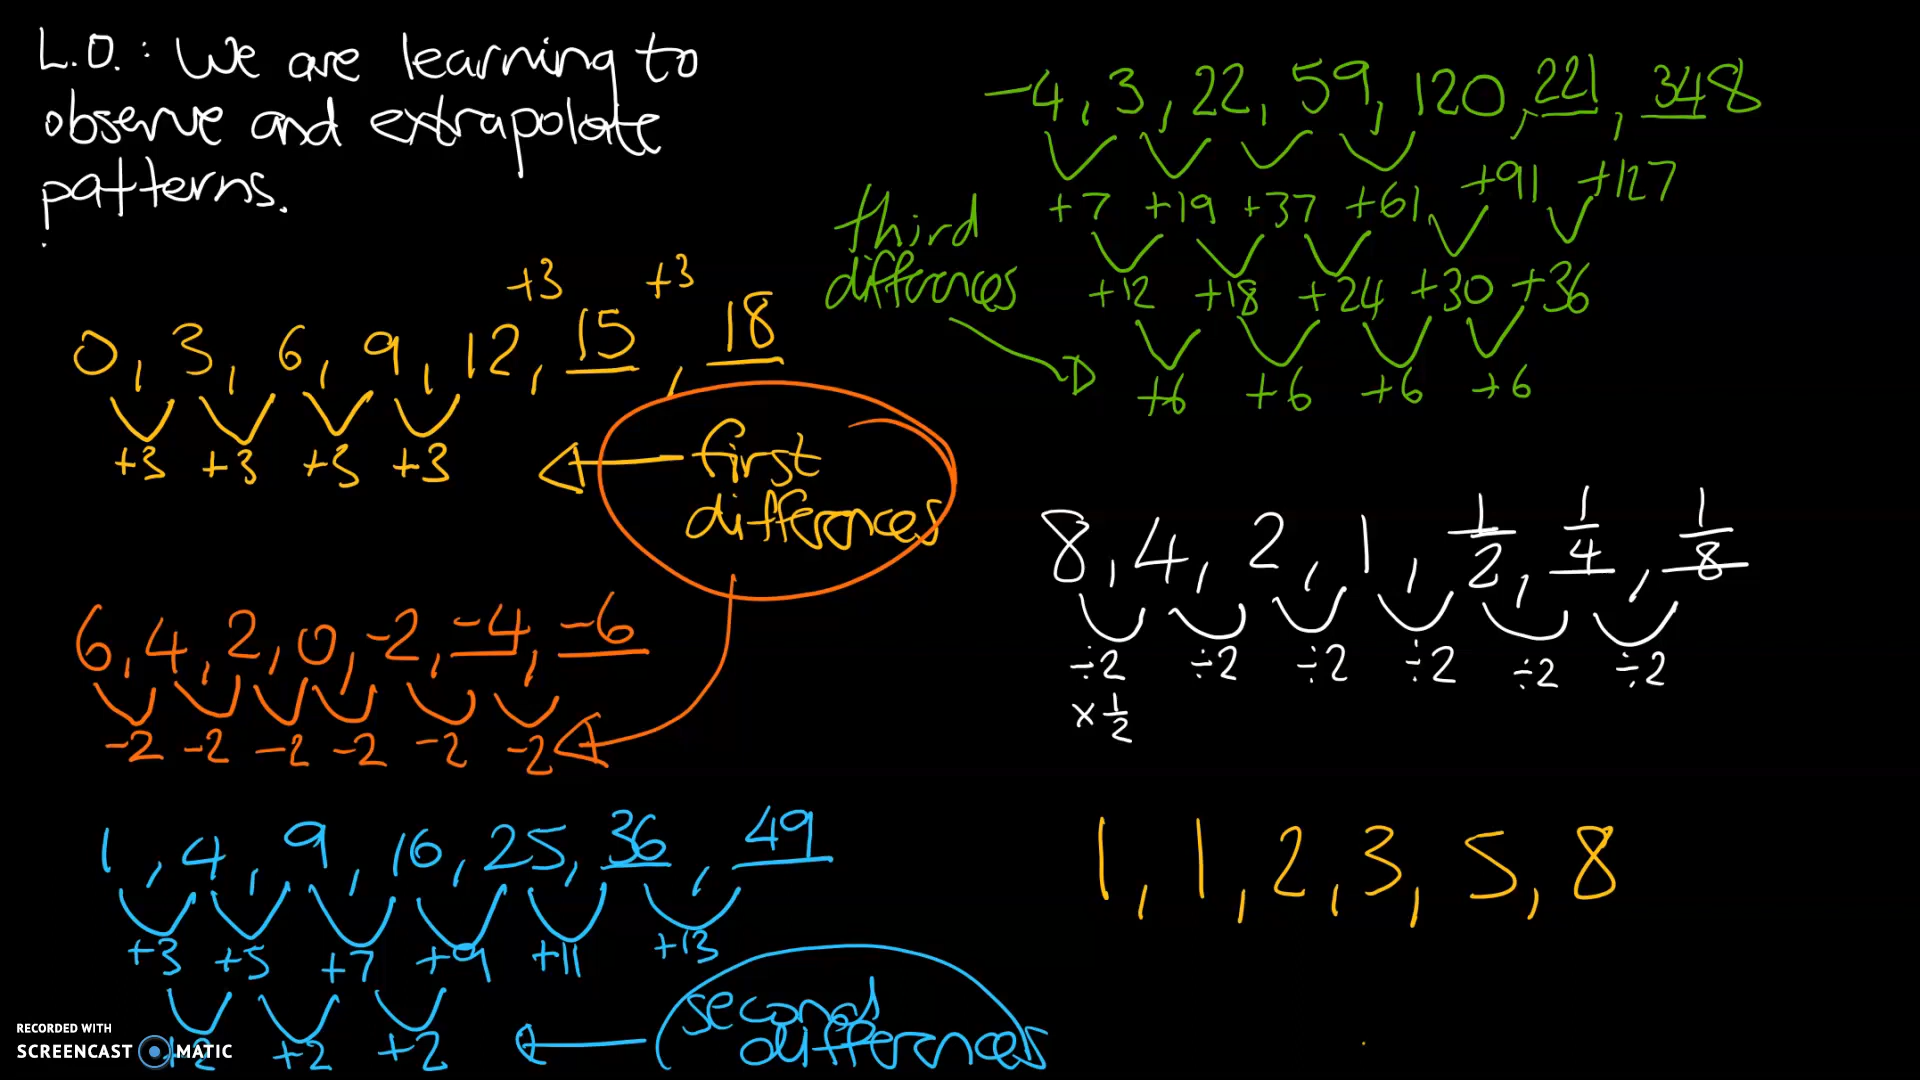 L.O.: We are learning to
observe and extrapolate
patterns.
+3 +3
0, 3, 6, 9, 12, 15, 18
+3 +3 +3 +3
first
differences
6, 4, 2, 0, -2, -4, -6
-2 -2 -2 -2 -2 -2
1, 4, 9, 16, 25, 36, 49
+3 +5 +7 +9 +11 +13
+2 +2 +2
second
differences
-4, 3, 22, 59, 120, 221, 348
+7 +19 +37 +61 +91 +127
third
differences
+12 +18 +24 +30 +36
+6 +6 +6 +6
8, 4, 2, 1, 1/2, 1/4, 1/8
÷2 ÷2 ÷2 ÷2 ÷2 ÷2
×1/2
1, 1, 2, 3, 5, 8
RECORDED WITH
SCREENCAST MATIC